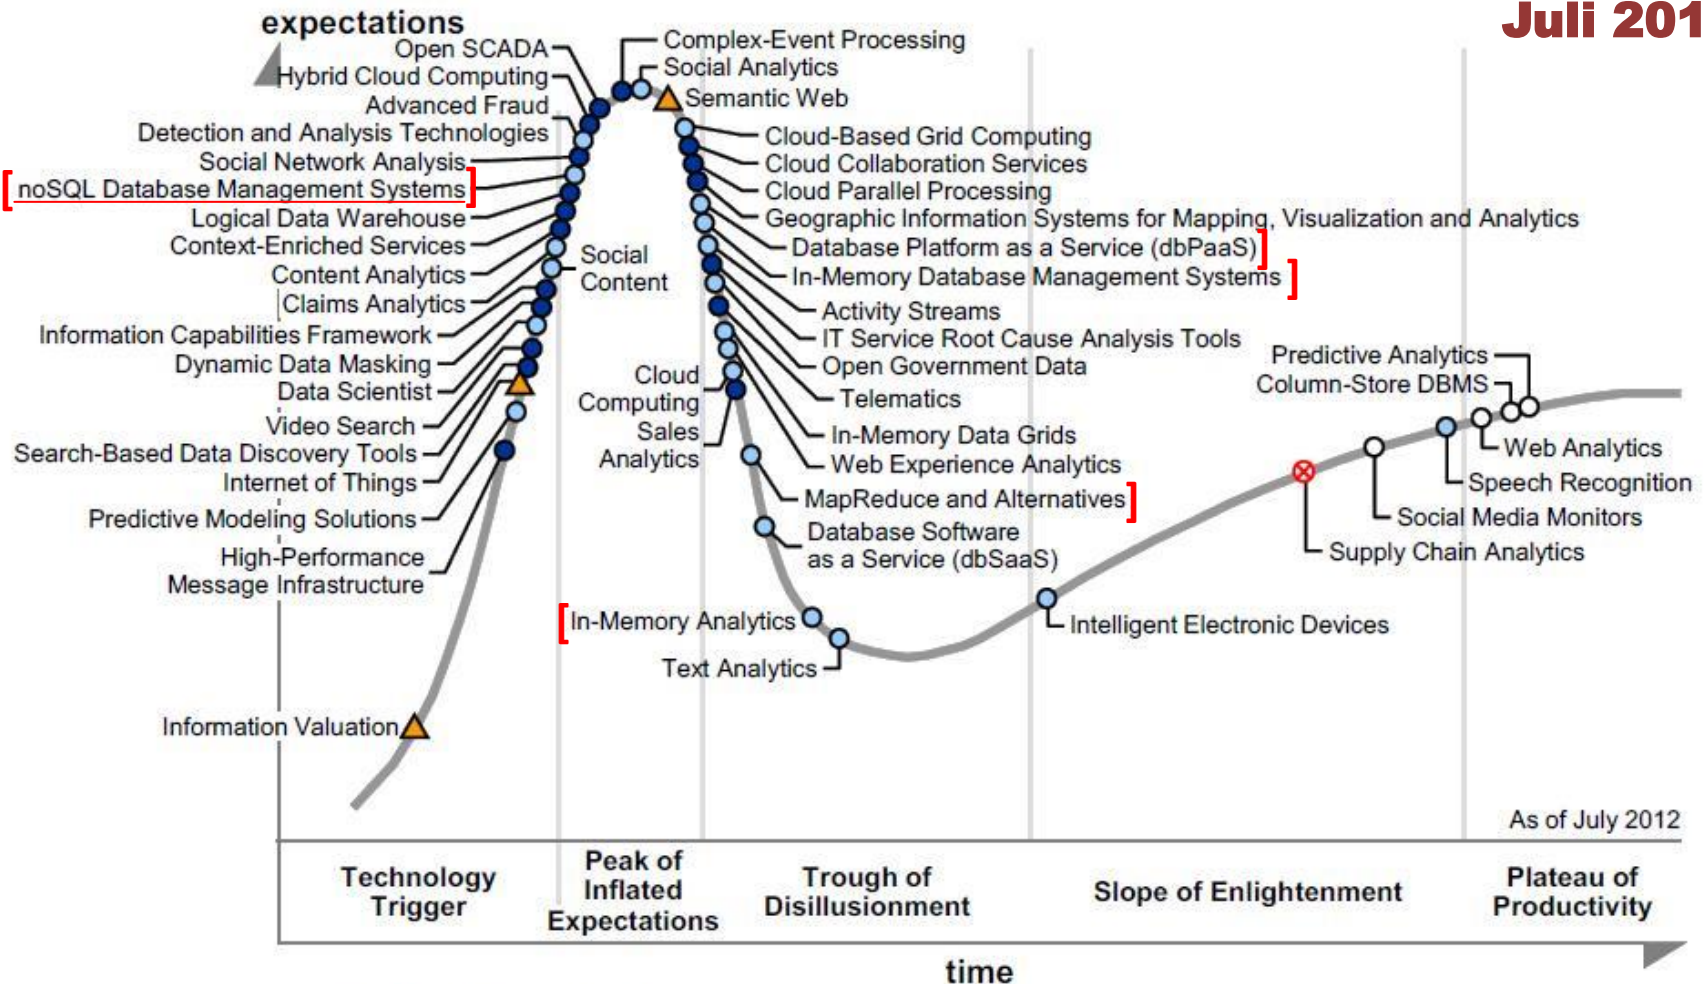 Juli 201
expectations
Open SCADA
Hybrid Cloud Computing
Advanced Fraud
Detection and Analysis Technologies
Social Network Analysis
noSQL Database Management Systems
Logical Data Warehouse
Context-Enriched Services
Content Analytics
Claims Analytics
Information Capabilities Framework
Dynamic Data Masking
Data Scientist
Video Search
Search-Based Data Discovery Tools
Internet of Things
Predictive Modeling Solutions
High-Performance
Message Infrastructure
Information Valuation
Complex-Event Processing
Social Analytics
Semantic Web
Social
Content
Cloud-Based Grid Computing
Cloud Collaboration Services
Cloud Parallel Processing
Geographic Information Systems for Mapping, Visualization and Analytics
Database Platform as a Service (dbPaaS)
In-Memory Database Management Systems
Activity Streams
IT Service Root Cause Analysis Tools
Open Government Data
Telematics
In-Memory Data Grids
Web Experience Analytics
Cloud
Computing
Sales
Analytics
MapReduce and Alternatives
Database Software
as a Service (dbSaaS)
In-Memory Analytics
Text Analytics
Predictive Analytics
Column-Store DBMS
Web Analytics
Speech Recognition
Social Media Monitors
Supply Chain Analytics
Intelligent Electronic Devices
As of July 2012
Technology
Trigger
Peak of
Inflated
Expectations
Trough of
Disillusionment
Slope of Enlightenment
Plateau of
Productivity
time